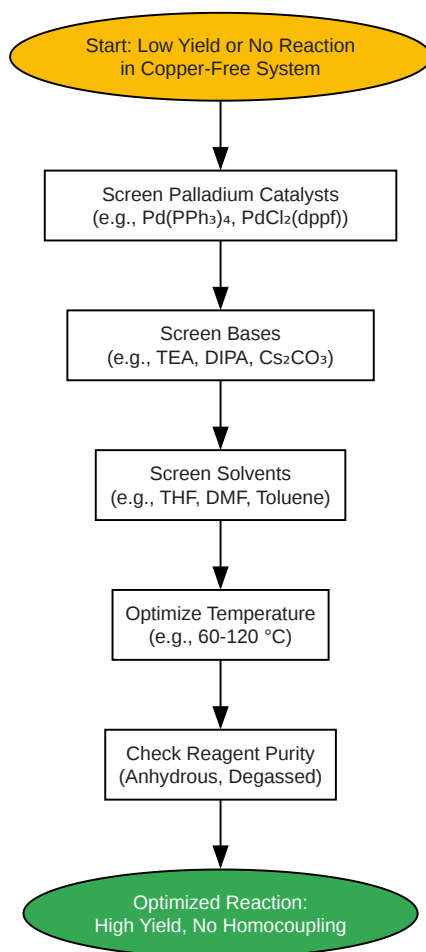 Start: Low Yield or No Reaction
in Copper-Free System
Screen Palladium Catalysts
(e.g., Pd(PPh₃)₄, PdCl₂(dppf))
Screen Bases
(e.g., TEA, DIPA, Cs₂CO₃)
Screen Solvents
(e.g., THF, DMF, Toluene)
Optimize Temperature
(e.g., 60-120 °C)
Check Reagent Purity
(Anhydrous, Degassed)
Optimized Reaction:
High Yield, No Homocoupling